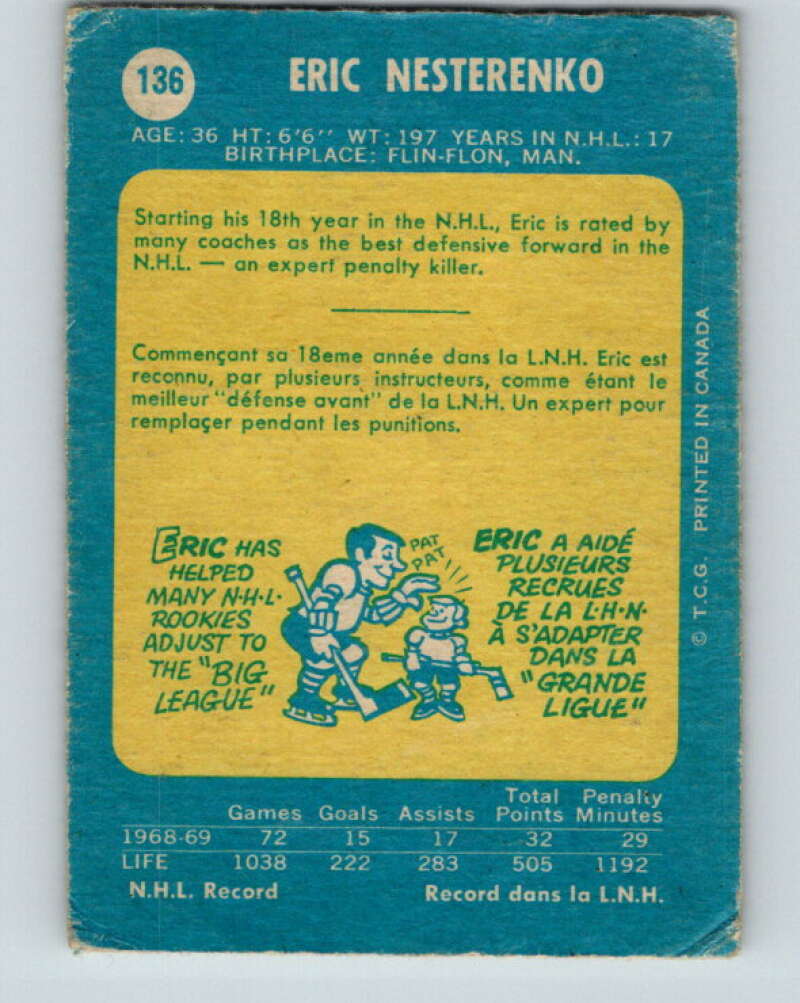 136
ERIC NESTERENKO
AGE: 36 HT: 6'6" WT: 197 YEARS IN N.H.L.: 17
BIRTHPLACE: FLIN-FLON, MAN.
Starting his 18th year in the N.H.L., Eric is rated by
many coaches as the best defensive forward in the
N.H.L. — an expert penalty killer.
Commençant sa 18eme année dans la L.N.H. Eric est
reconnu, par plusieurs instructeurs, comme étant le
meilleur "défense avant" de la L.N.H. Un expert pour
remplaçer pendant les punitions.
ERIC HAS
HELPED
MANY N·H·L·
ROOKIES
ADJUST TO
THE "BIG
LEAGUE"
PAT
PAT
ERIC A AIDÉ
PLUSIEURS
RECRUES
DE LA L·H·N·
À S'ADAPTER
DANS LA
"GRANDE
LIGUE"
© T.C.G. PRINTED IN CANADA
Games Goals Assists Total Points Penalty Minutes
1968-69 72 15 17 32 29
LIFE 1038 222 283 505 1192
N.H.L. Record Record dans la L.N.H.